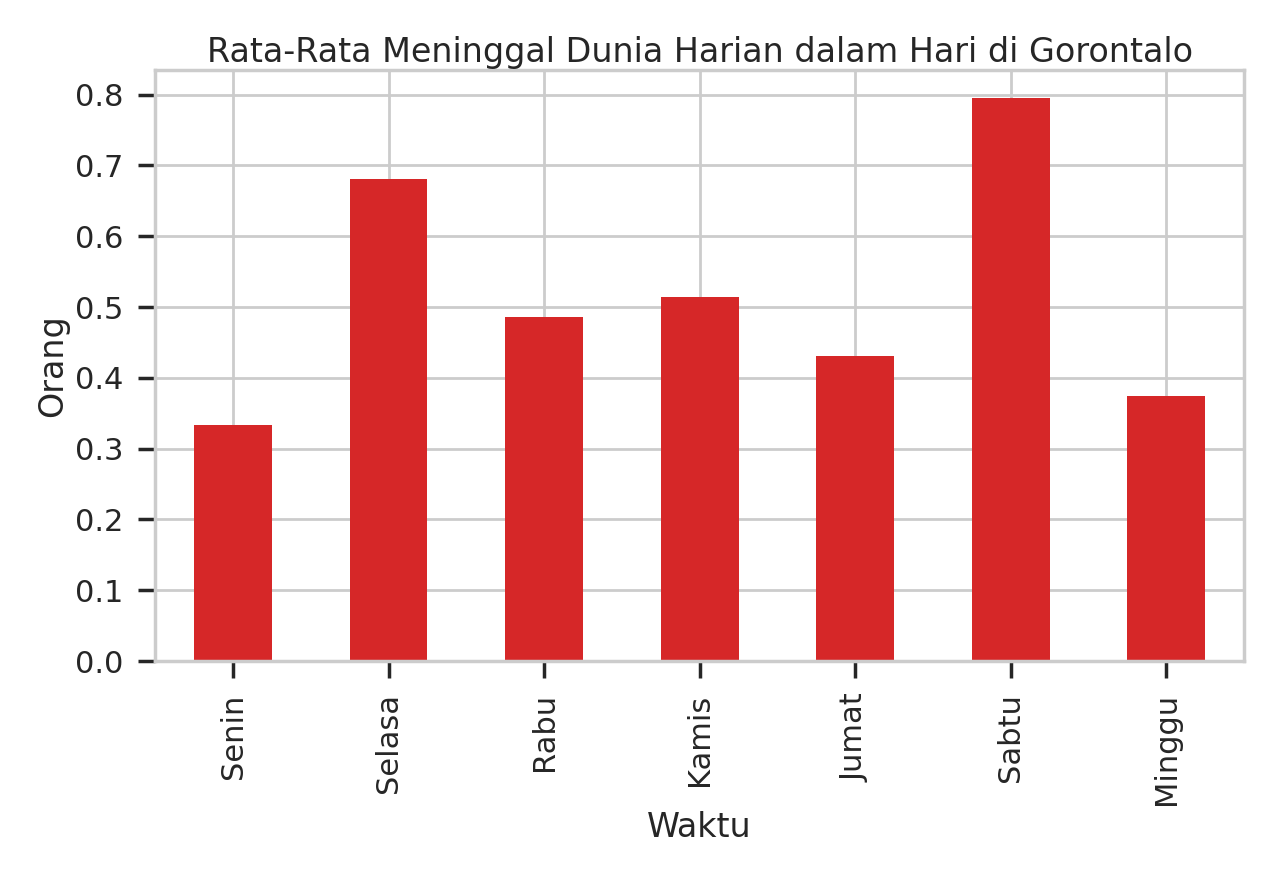 Rata-Rata Meninggal Dunia Harian dalam Hari di Gorontalo
0.8
0.7
0.6
0.5
0.4
0.3
0.2
0.1
0.0
Orang
Senin
Selasa
Rabu
Kamis
Jumat
Sabtu
Minggu
Waktu